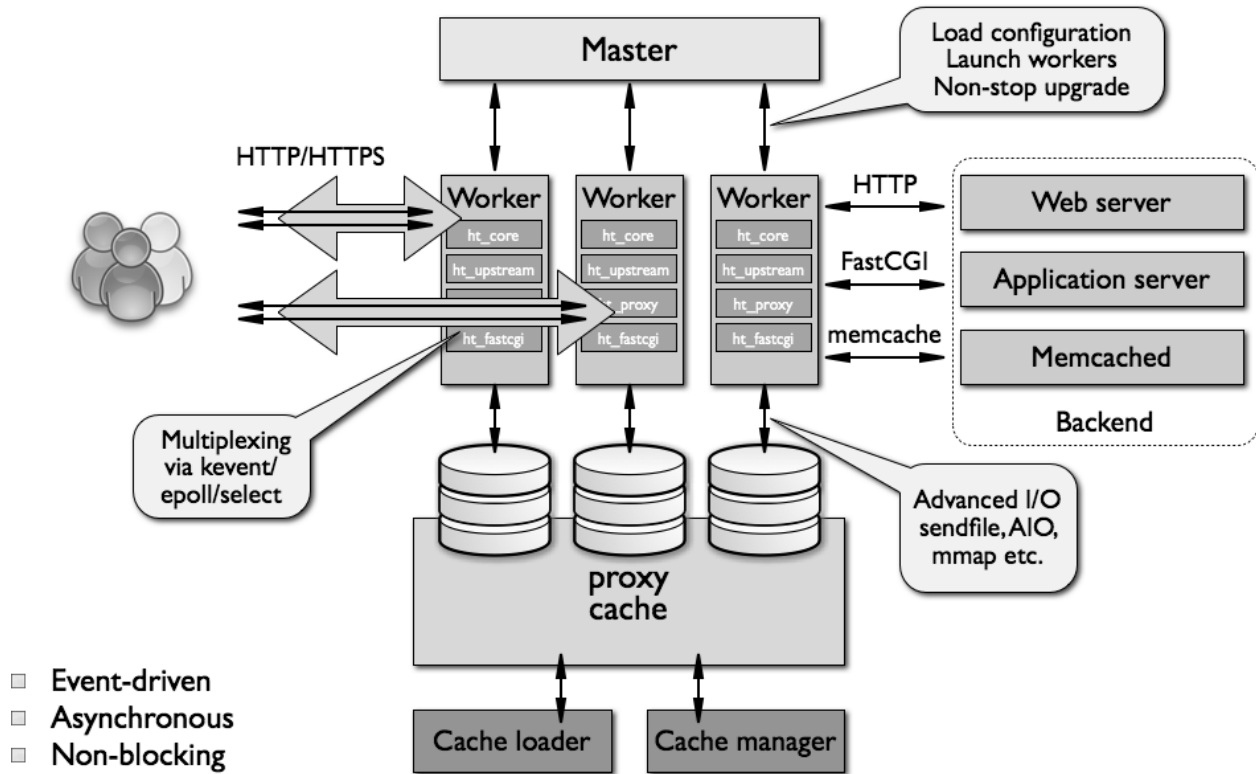 Master
Load configuration
Launch workers
Non-stop upgrade
HTTP/HTTPS
Worker
ht_core
ht_upstream
ht_fastcgi
Worker
ht_core
ht_upstream
ht_proxy
ht_fastcgi
Worker
ht_core
ht_upstream
ht_proxy
ht_fastcgi
HTTP
FastCGI
memcache
Web server
Application server
Memcached
Backend
Multiplexing
via kevent/
epoll/select
Advanced I/O
sendfile, AIO,
mmap etc.
proxy
cache
Cache loader
Cache manager
Event-driven
Asynchronous
Non-blocking